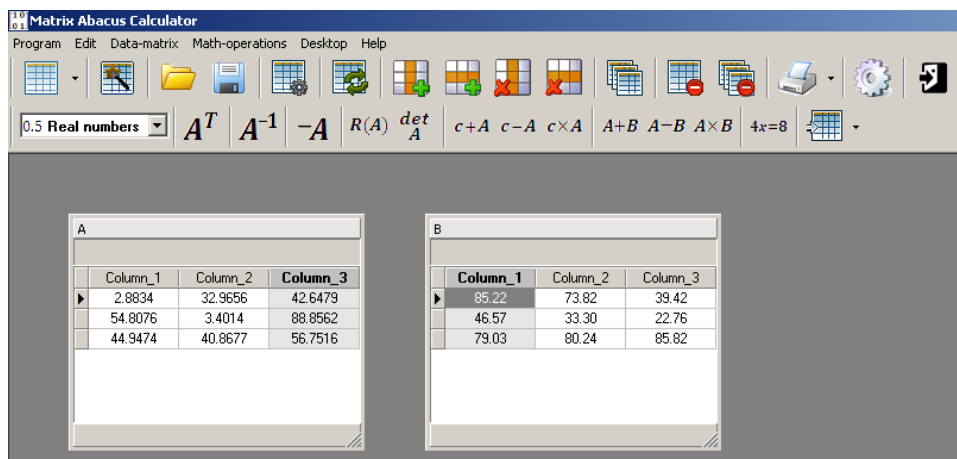 Matrix Abacus Calculator
Program Edit Data-matrix Math-operations Desktop Help
0.5 Real numbers A^T A^-1 -A R(A) det A c+A c-A c×A A+B A-B A×B 4x=8
A
Column_1 Column_2 Column_3
2.8834 32.9656 42.6479
54.8076 3.4014 88.8562
44.9474 40.8677 56.7516
B
Column_1 Column_2 Column_3
85.22 73.82 39.42
46.57 33.30 22.76
79.03 80.24 85.82